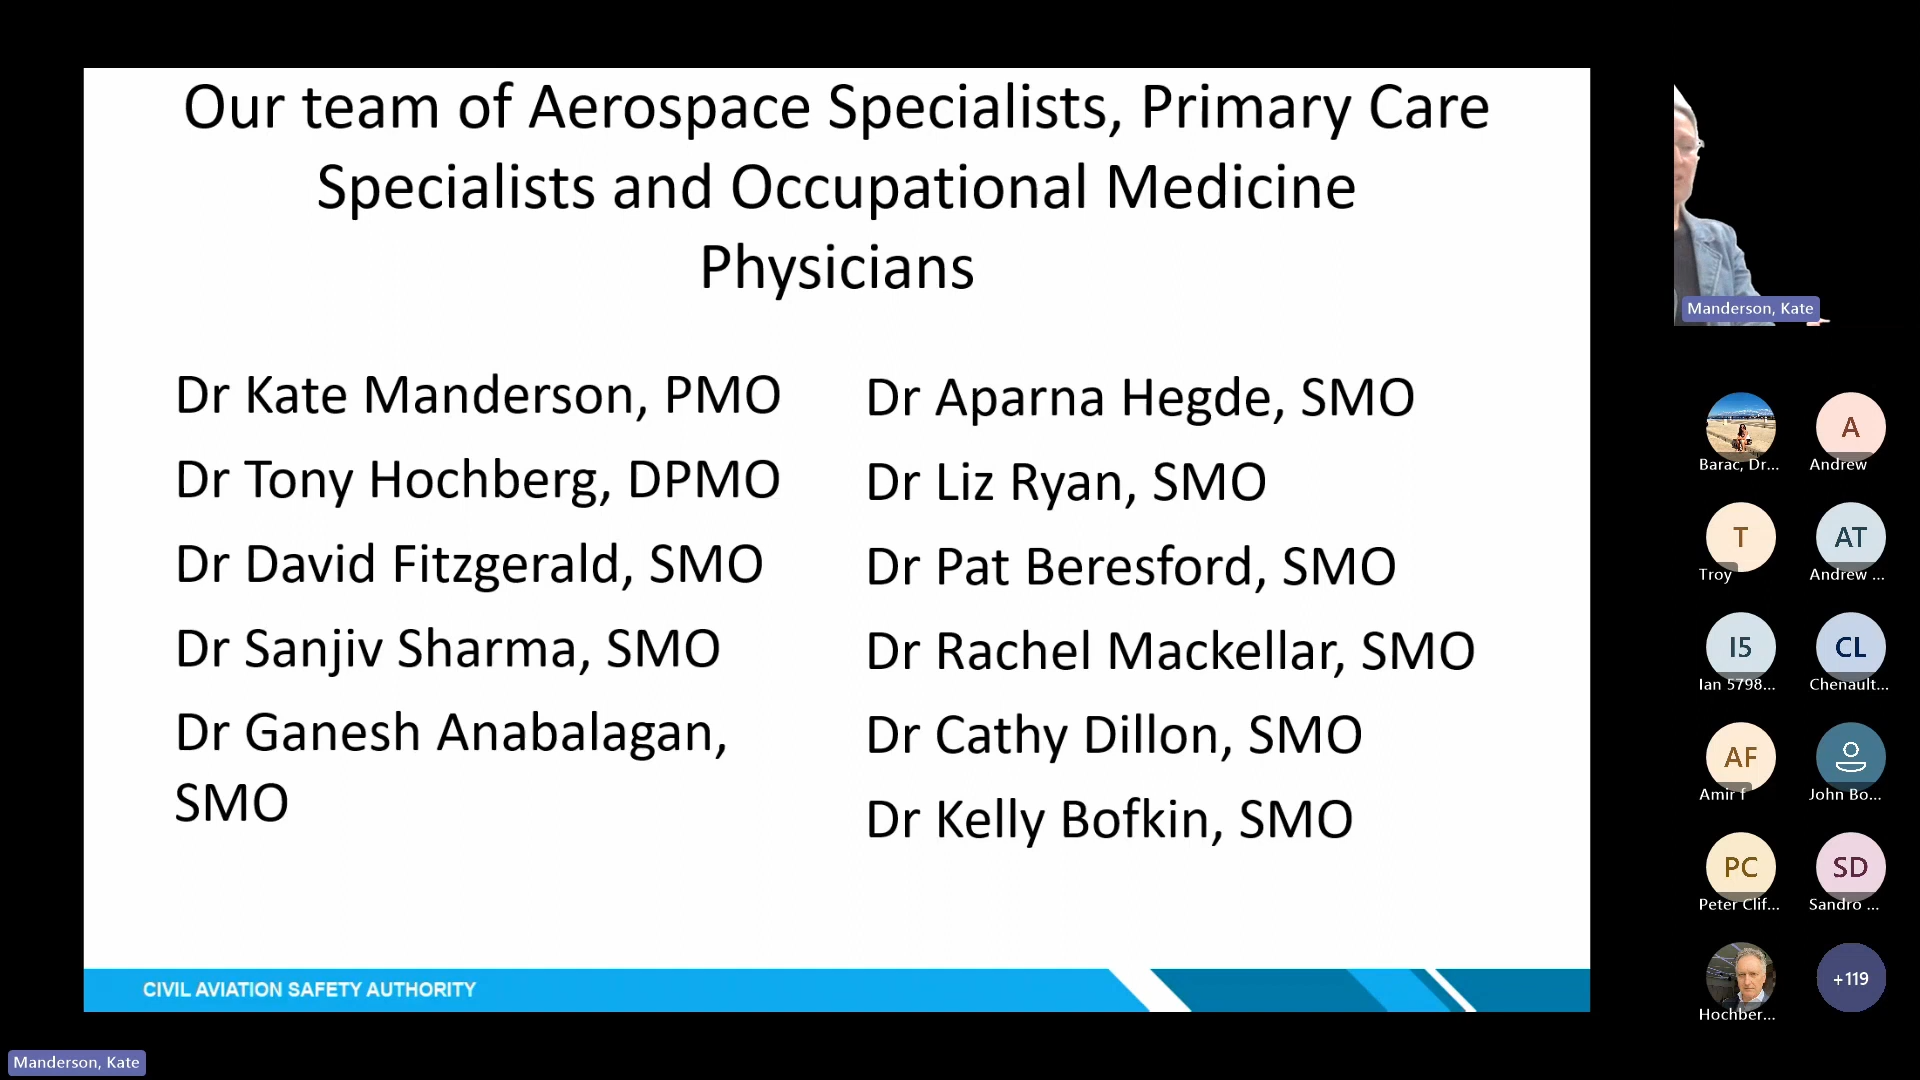 Our team of Aerospace Specialists, Primary Care
Specialists and Occupational Medicine
Physicians
Dr Kate Manderson, PMO
Dr Tony Hochberg, DPMO
Dr David Fitzgerald, SMO
Dr Sanjiv Sharma, SMO
Dr Ganesh Anabalagan,
SMO
Dr Aparna Hegde, SMO
Dr Liz Ryan, SMO
Dr Pat Beresford, SMO
Dr Rachel Mackellar, SMO
Dr Cathy Dillon, SMO
Dr Kelly Bofkin, SMO
CIVIL AVIATION SAFETY AUTHORITY
Manderson, Kate
Barac, Dr...
A
Andrew
T
Troy
AT
Andrew ...
I5
Ian 5798...
CL
Chenault...
AF
Amir f
John Bo...
PC
Peter Clif...
SD
Sandro ...
Hochber...
+119
Manderson, Kate